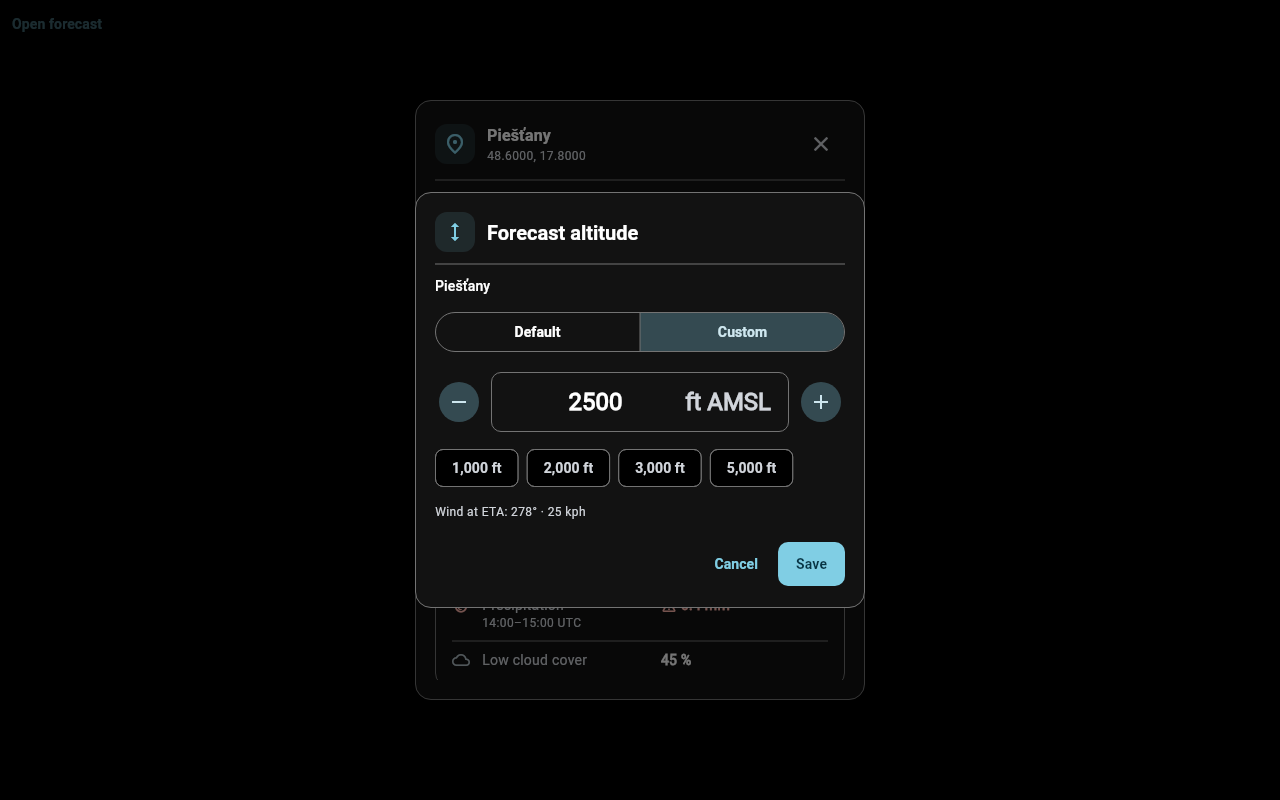 Open forecast
Piešťany
48.6000, 17.8000
Forecast altitude
Piešťany
Default Custom
2500 ft AMSL
1,000 ft 2,000 ft 3,000 ft 5,000 ft
Wind at ETA: 278° · 25 kph
Cancel Save
Precipitation
14:00–15:00 UTC
Low cloud cover 45 %